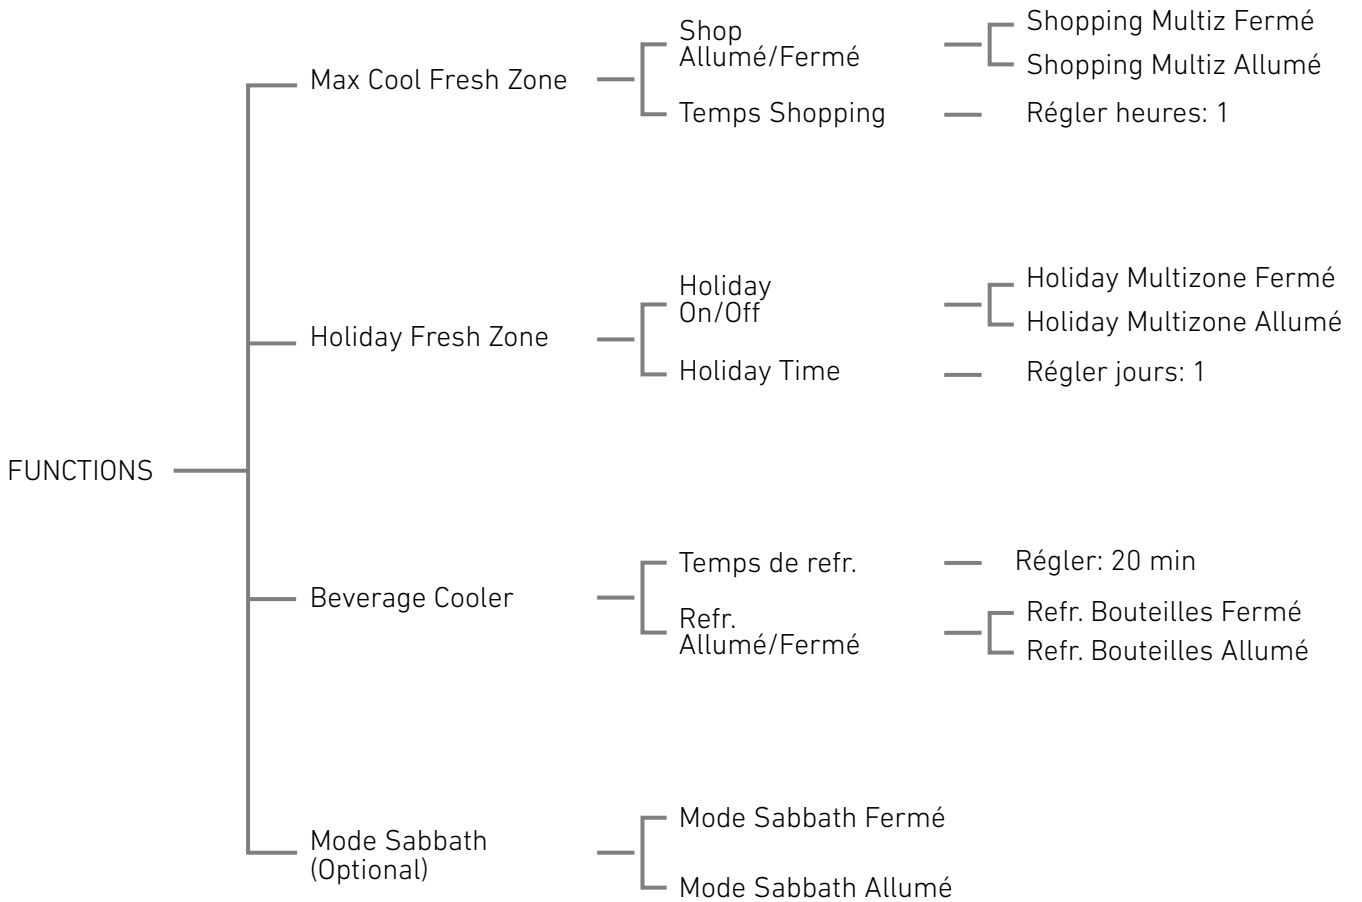 Shop
Allumé/Fermé
Shopping Multiz Fermé
Shopping Multiz Allumé
Max Cool Fresh Zone
Temps Shopping
Régler heures: 1
Holiday
On/Off
Holiday Multizone Fermé
Holiday Multizone Allumé
Holiday Fresh Zone
Holiday Time
Régler jours: 1
FUNCTIONS
Temps de refr.
Régler: 20 min
Beverage Cooler
Refr.
Allumé/Fermé
Refr. Bouteilles Fermé
Refr. Bouteilles Allumé
Mode Sabbath
(Optional)
Mode Sabbath Fermé
Mode Sabbath Allumé